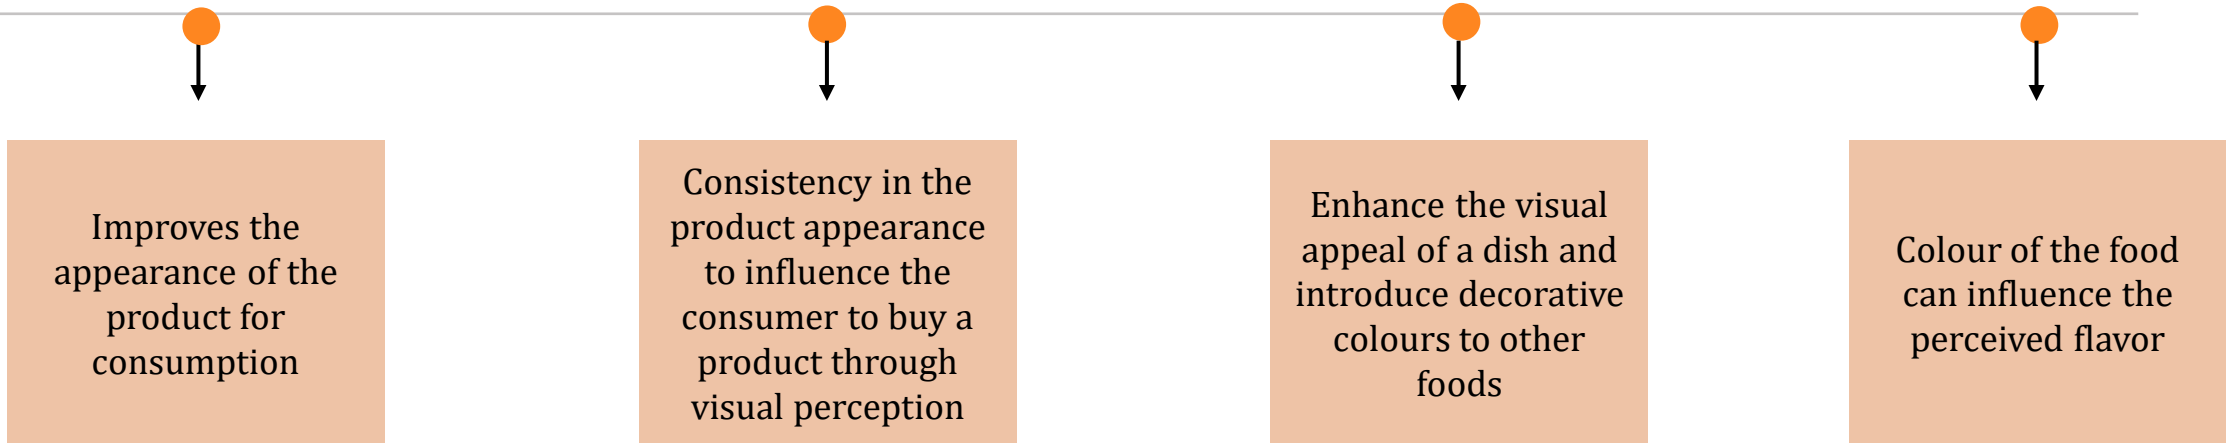 Improves the
appearance of the
product for
consumption
Consistency in the
product appearance
to influence the
consumer to buy a
product through
visual perception
Enhance the visual
appeal of a dish and
introduce decorative
colours to other
foods
Colour of the food
can influence the
perceived flavor